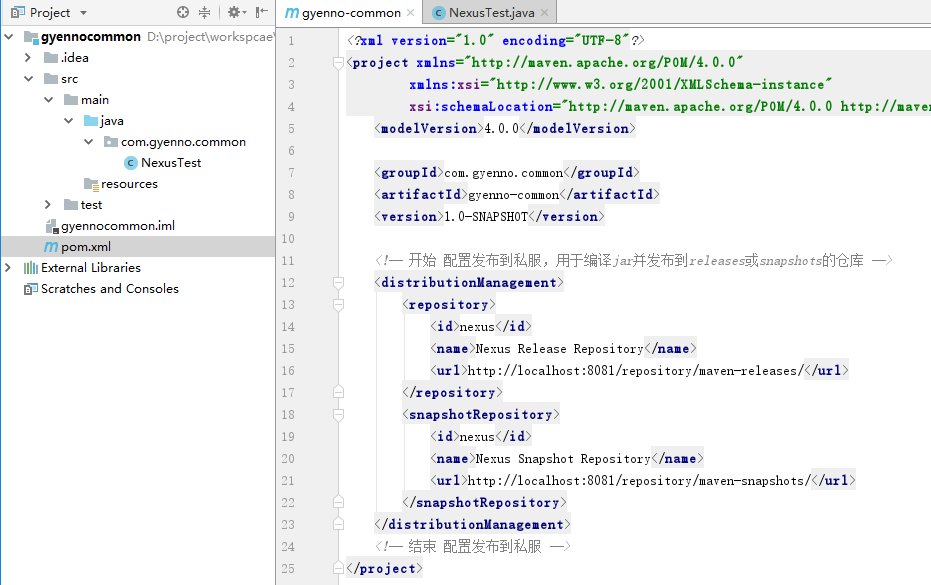 Project
gyennocommon D:\project\workspcae\
.idea
src
main
java
com.gyenno.common
NexusTest
resources
test
gyennocommon.iml
pom.xml
External Libraries
Scratches and Consoles
gyenno-common
NexusTest.java
1 <?xml version="1.0" encoding="UTF-8"?>
2 <project xmlns="http://maven.apache.org/POM/4.0.0"
3 xmlns:xsi="http://www.w3.org/2001/XMLSchema-instance"
4 xsi:schemaLocation="http://maven.apache.org/POM/4.0.0 http://maven
5 <modelVersion>4.0.0</modelVersion>
6
7 <groupId>com.gyenno.common</groupId>
8 <artifactId>gyenno-common</artifactId>
9 <version>1.0-SNAPSHOT</version>
10
11 <!-- 开始 配置发布到私服，用于编译jar并发布到releases或snapshots的仓库 -->
12 <distributionManagement>
13 <repository>
14 <id>nexus</id>
15 <name>Nexus Release Repository</name>
16 <url>http://localhost:8081/repository/maven-releases/</url>
17 </repository>
18 <snapshotRepository>
19 <id>nexus</id>
20 <name>Nexus Snapshot Repository</name>
21 <url>http://localhost:8081/repository/maven-snapshots/</url>
22 </snapshotRepository>
23 </distributionManagement>
24 <!-- 结束 配置发布到私服 -->
25 </project>